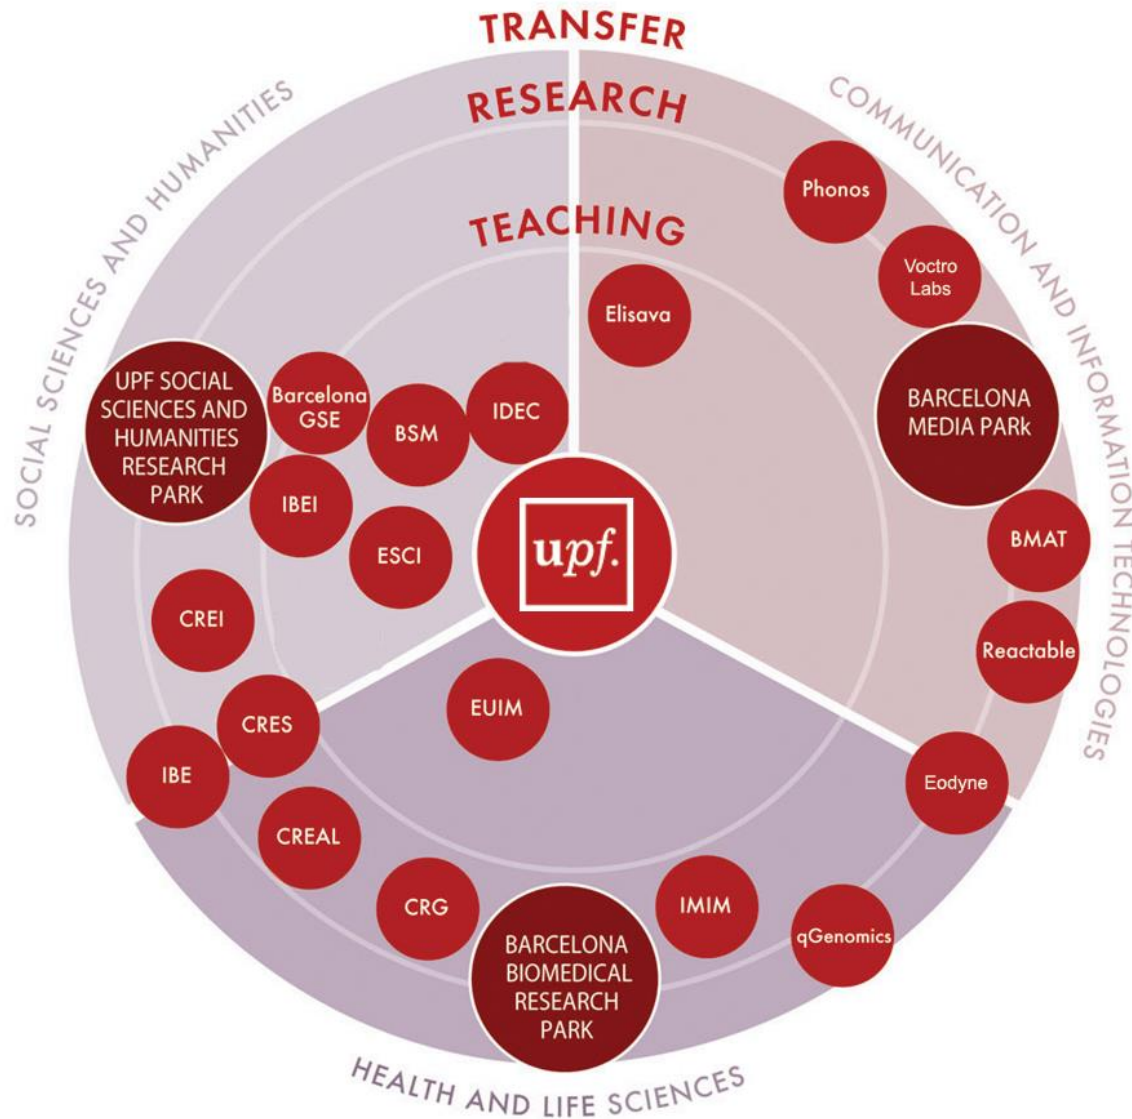 TRANSFER
RESEARCH
TEACHING
SOCIAL SCIENCES AND HUMANITIES
COMMUNICATION AND INFORMATION TECHNOLOGIES
HEALTH AND LIFE SCIENCES
Phonos
Voctro
Labs
Elisava
BARCELONA
MEDIA PARk
BMAT
Reactable
Eodyne
UPF SOCIAL
SCIENCES AND
HUMANITIES
RESEARCH
PARK
Barcelona
GSE
BSM
IDEC
IBEI
ESCI
upf.
CREI
CRES
IBE
EUIM
CREAL
CRG
BARCELONA
BIOMEDICAL
RESEARCH
PARK
IMIM
qGenomics